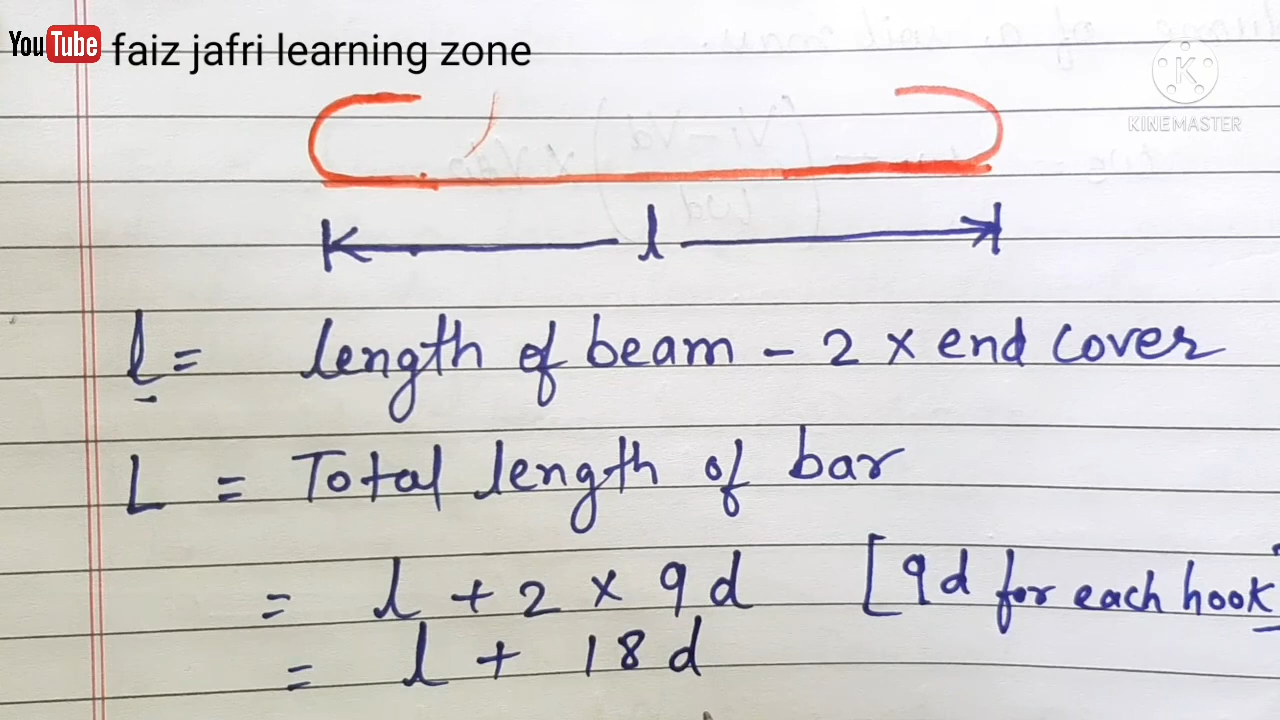 YouTube faiz jafri learning zone
K
KINEMASTER
l
l = length of beam - 2 x end cover
L = Total length of bar
= l + 2 x 9d [9d for each hook]
= l + 18d